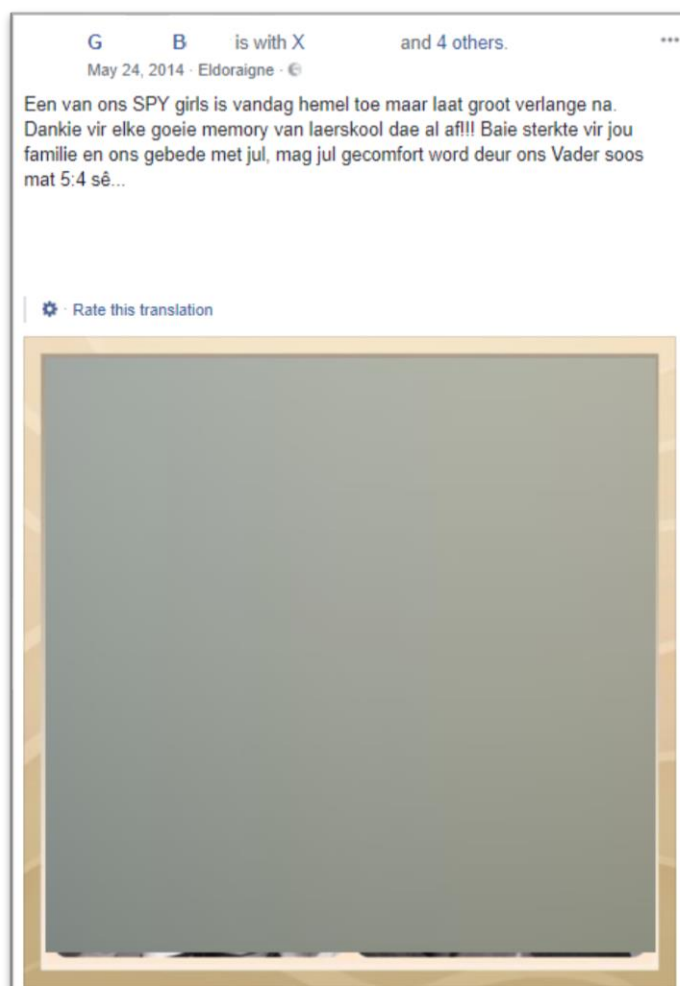 G B is with X and 4 others.
May 24, 2014 · Eldoraigne ·
Een van ons SPY girls is vandag hemel toe maar laat groot verlange na.
Dankie vir elke goeie memory van laerskool dae al af!!! Baie sterkte vir jou
familie en ons gebede met jul, mag jul gecomfort word deur ons Vader soos
mat 5:4 sê...
· Rate this translation